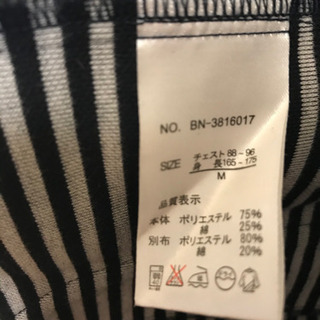 NO. BN-3816017
SIZE チェスト88~96
身 長165~175
M
品質表示
本体 ポリエステル 75%
綿 25%
別布 ポリエステル 80%
綿 20%